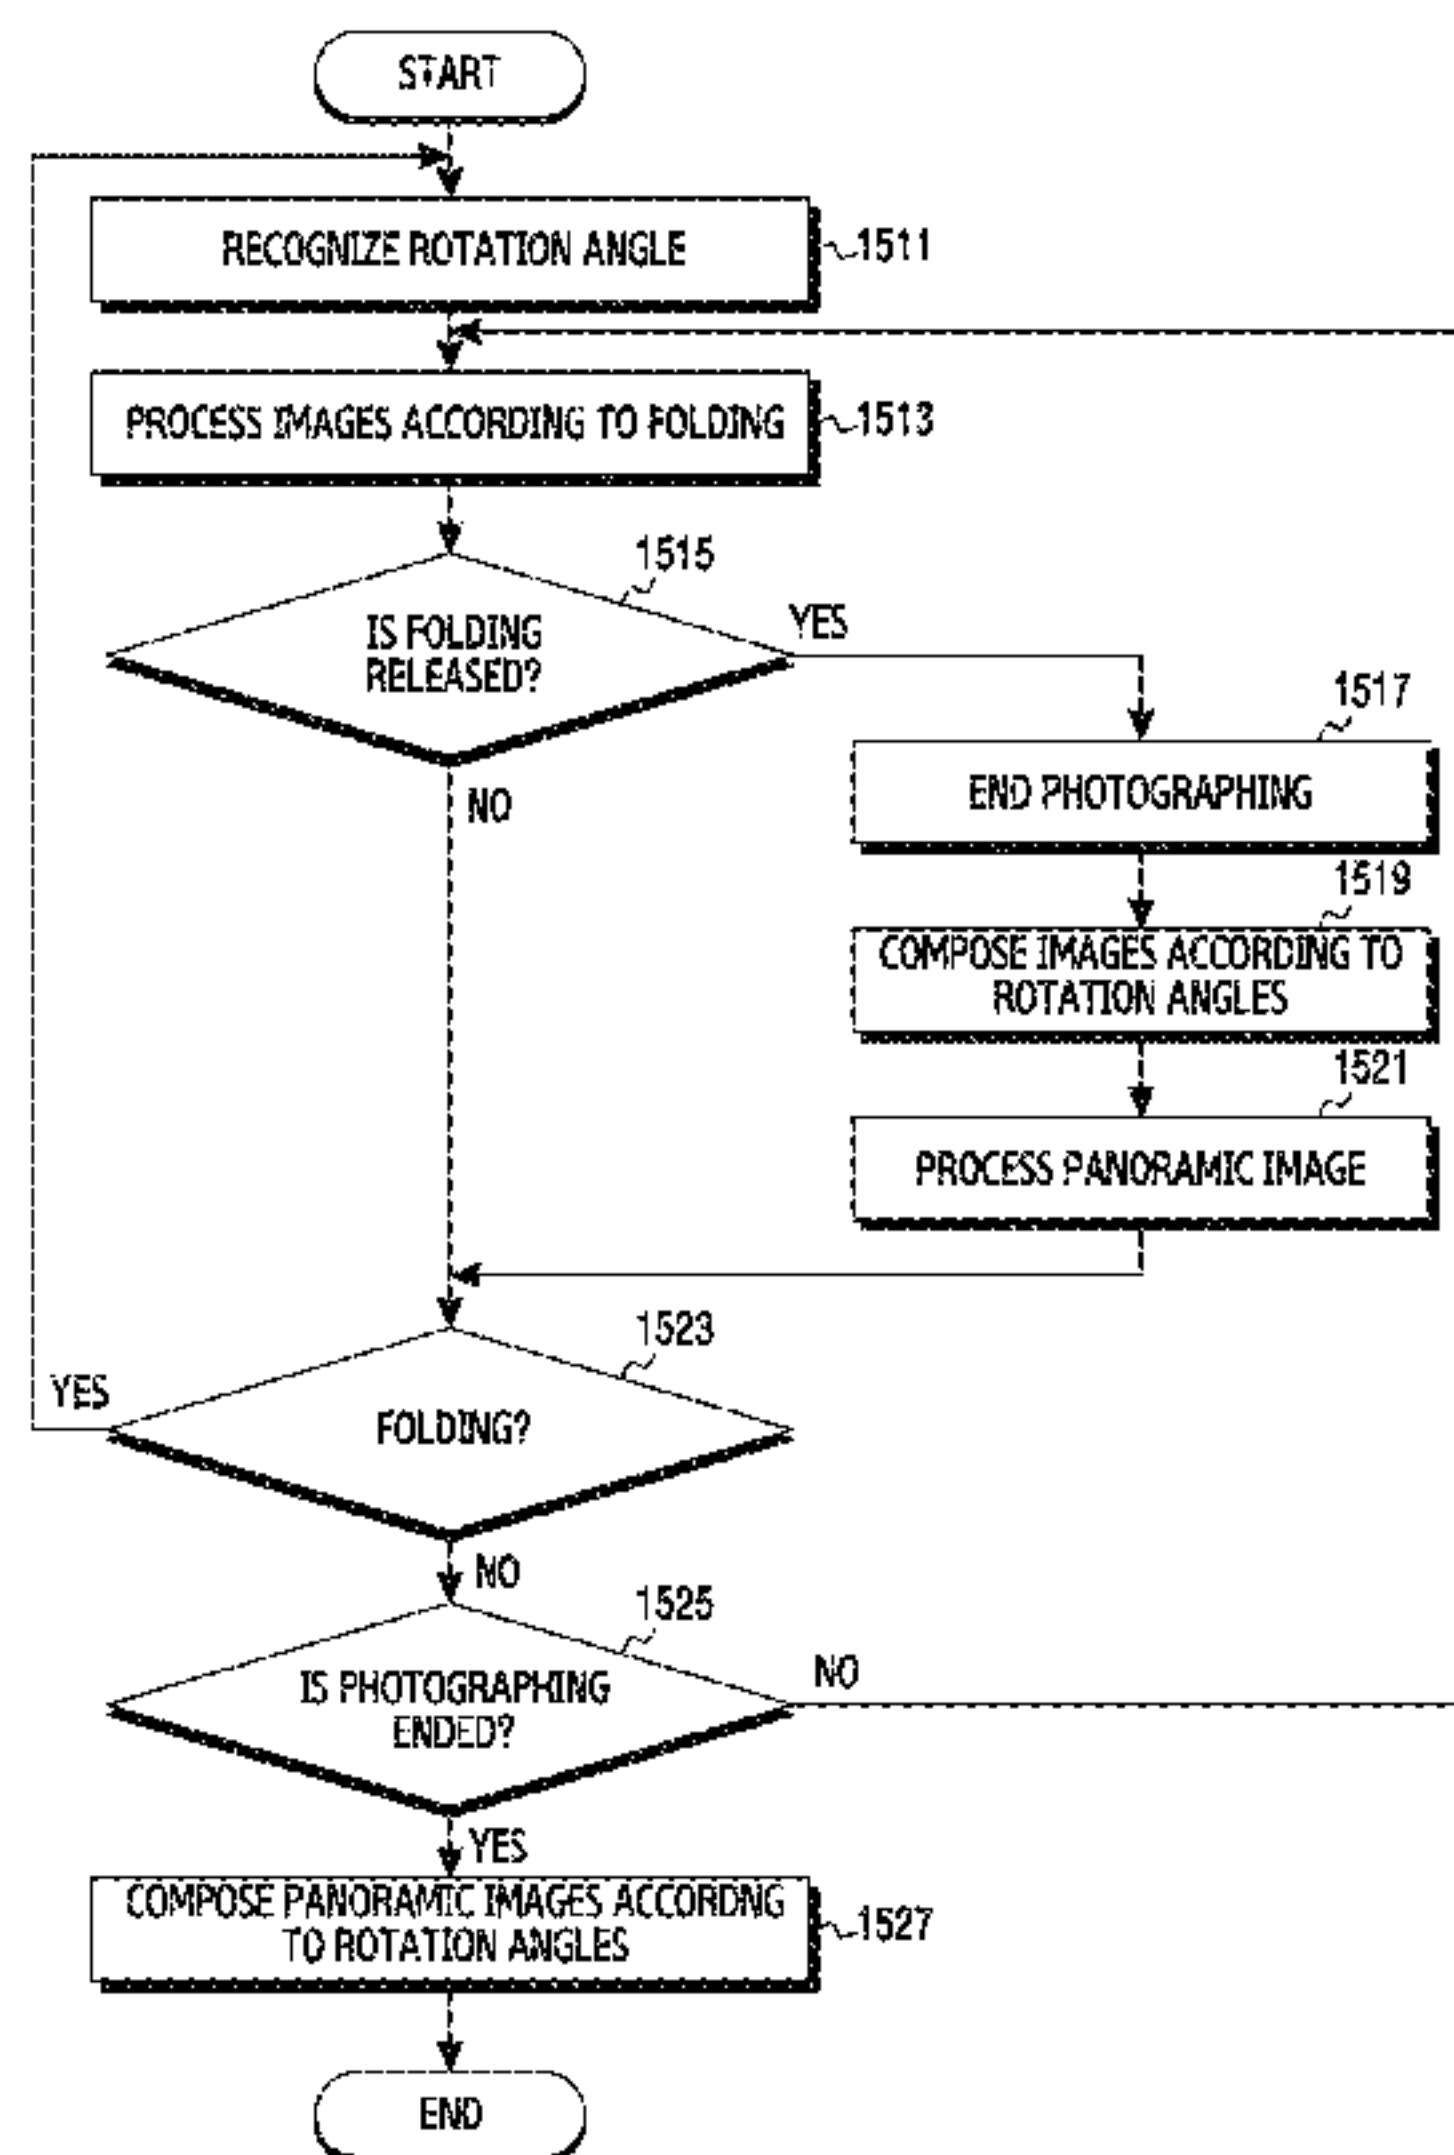 START
RECOGNIZE ROTATION ANGLE
1511
PROCESS IMAGES ACCORDING TO FOLDING
1513
1515
IS FOLDING
RELEASED?
YES
NO
1517
END PHOTOGRAPHING
1519
COMPOSE IMAGES ACCORDING TO
ROTATION ANGLES
1521
PROCESS PANORAMIC IMAGE
1523
YES
FOLDING?
NO
1525
IS PHOTOGRAPHING
ENDED?
NO
YES
COMPOSE PANORAMIC IMAGES ACCORDNG
TO ROTATION ANGLES
1527
END